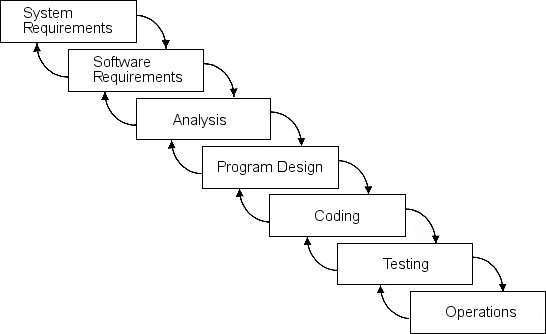 System
Requirements
Software
Requirements
Analysis
Program Design
Coding
Testing
Operations